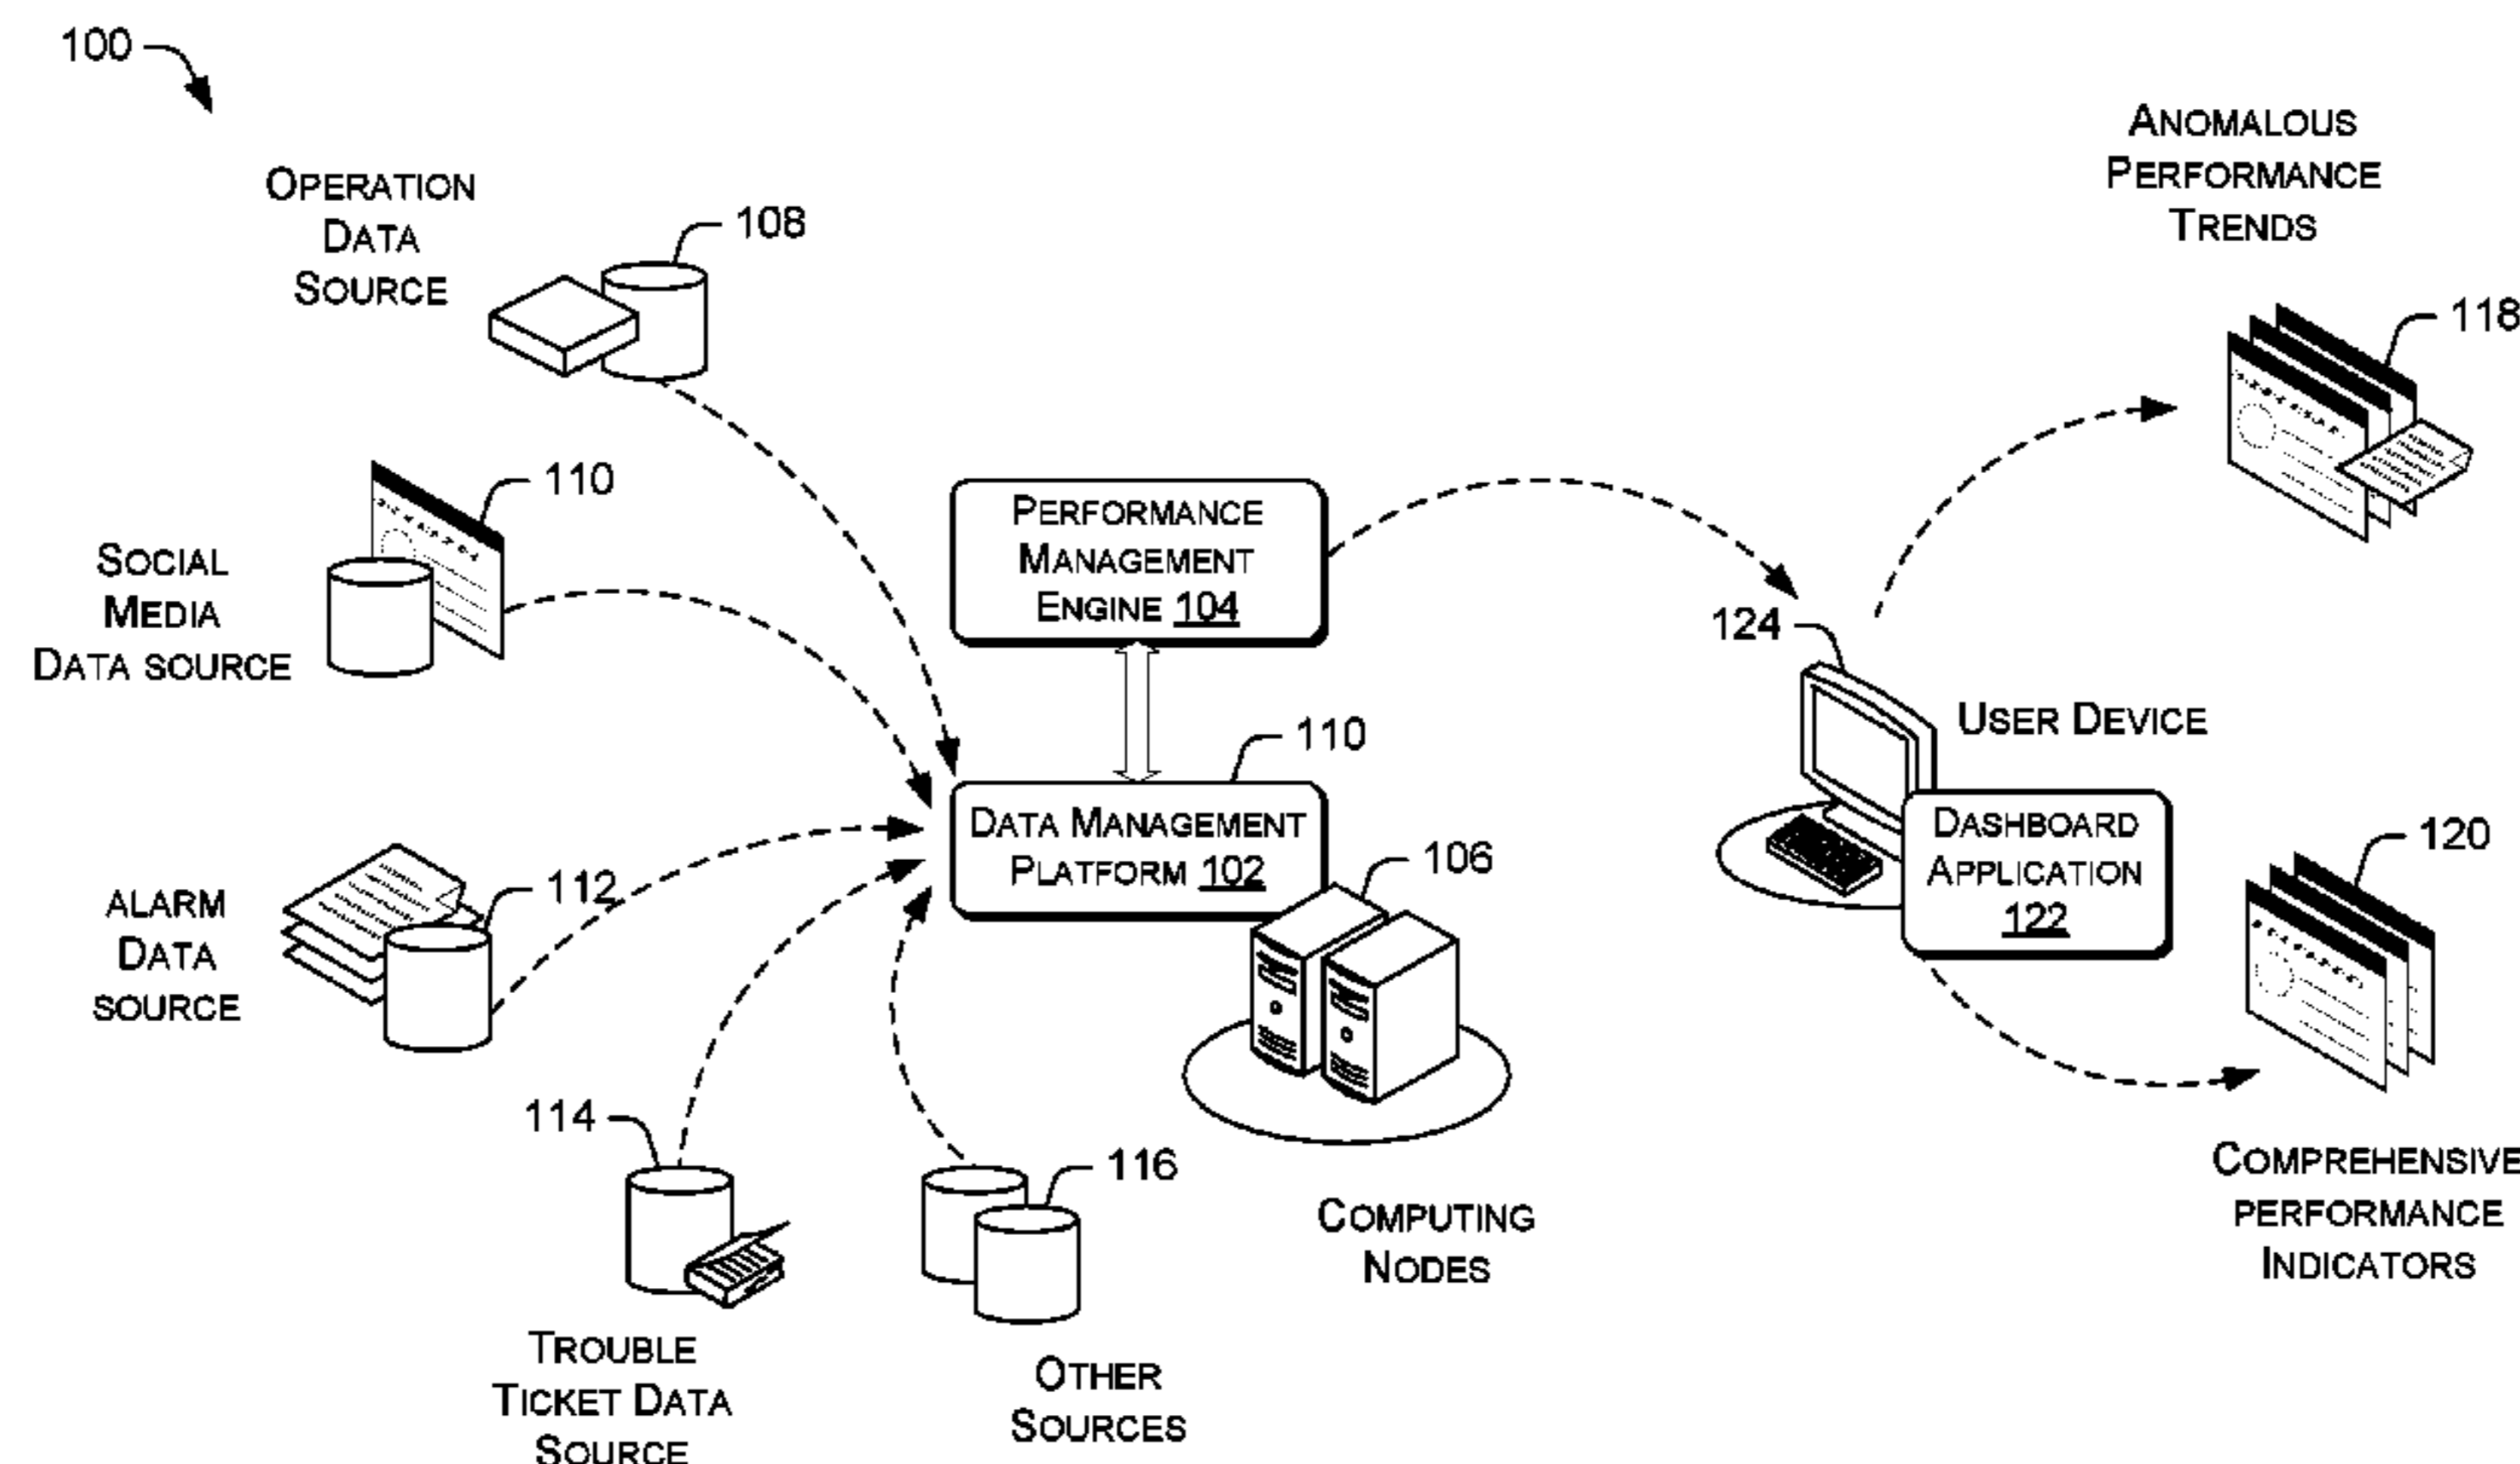 100
OPERATION
DATA
SOURCE
108
SOCIAL
MEDIA
DATA SOURCE
110
ALARM
DATA
SOURCE
112
TROUBLE
TICKET DATA
SOURCE
114
OTHER
SOURCES
116
PERFORMANCE
MANAGEMENT
ENGINE 104
110
DATA MANAGEMENT
PLATFORM 102
106
COMPUTING
NODES
124
USER DEVICE
DASHBOARD
APPLICATION
122
ANOMALOUS
PERFORMANCE
TRENDS
118
120
COMPREHENSIVE
PERFORMANCE
INDICATORS